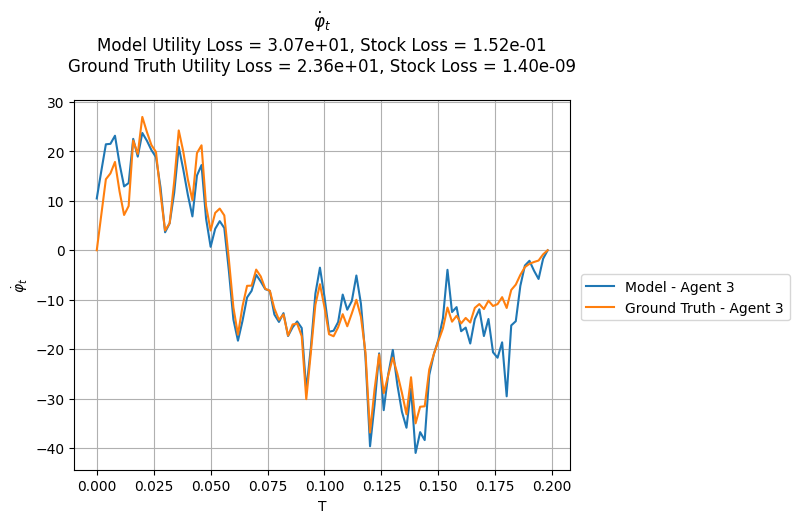 φ̇ₜ
Model Utility Loss = 3.07e+01, Stock Loss = 1.52e-01
Ground Truth Utility Loss = 2.36e+01, Stock Loss = 1.40e-09
30
20
10
0
−10
−20
−30
−40
φ̇ₜ
0.000
0.025
0.050
0.075
0.100
0.125
0.150
0.175
0.200
T
Model - Agent 3
Ground Truth - Agent 3